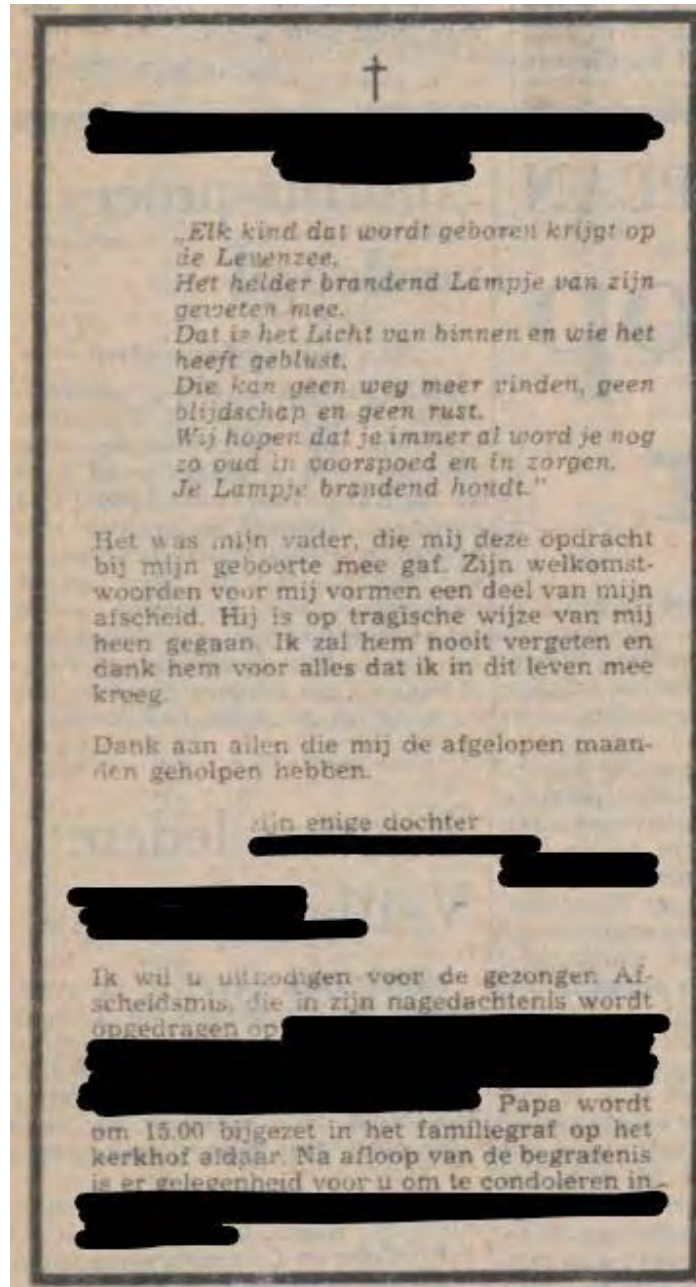 „Elk kind dat wordt geboren krijgt op
de Levenzee.
Het helder brandend Lampje van zijn
geweten mee.
Dat is het Licht van binnen en wie het
heeft geblust,
Die kan geen weg meer vinden, geen
blijdschap en geen rust.
Wij hopen dat je immer al word je nog
zo oud in voorspoed en in zorgen.
Je Lampje brandend houdt."
Het was mijn vader, die mij deze opdracht
bij mijn geboorte mee gaf. Zijn welkomst-
woorden voor mij vormen een deel van mijn
afscheid. Hij is op tragische wijze van mij
heen gegaan. Ik zal hem nooit vergeten en
dank hem voor alles dat ik in dit leven mee
kreeg.
Dank aan allen die mij de afgelopen maan-
den geholpen hebben.
zijn enige dochter
Ik wil u uitnodigen voor de gezongen Af-
scheidsmis, die in zijn nagedachtenis wordt
opgedragen op
Papa wordt
om 15.00 bijgezet in het familiegraf op het
kerkhof aldaar. Na afloop van de begrafenis
is er gelegenheid voor u om te condoleren in